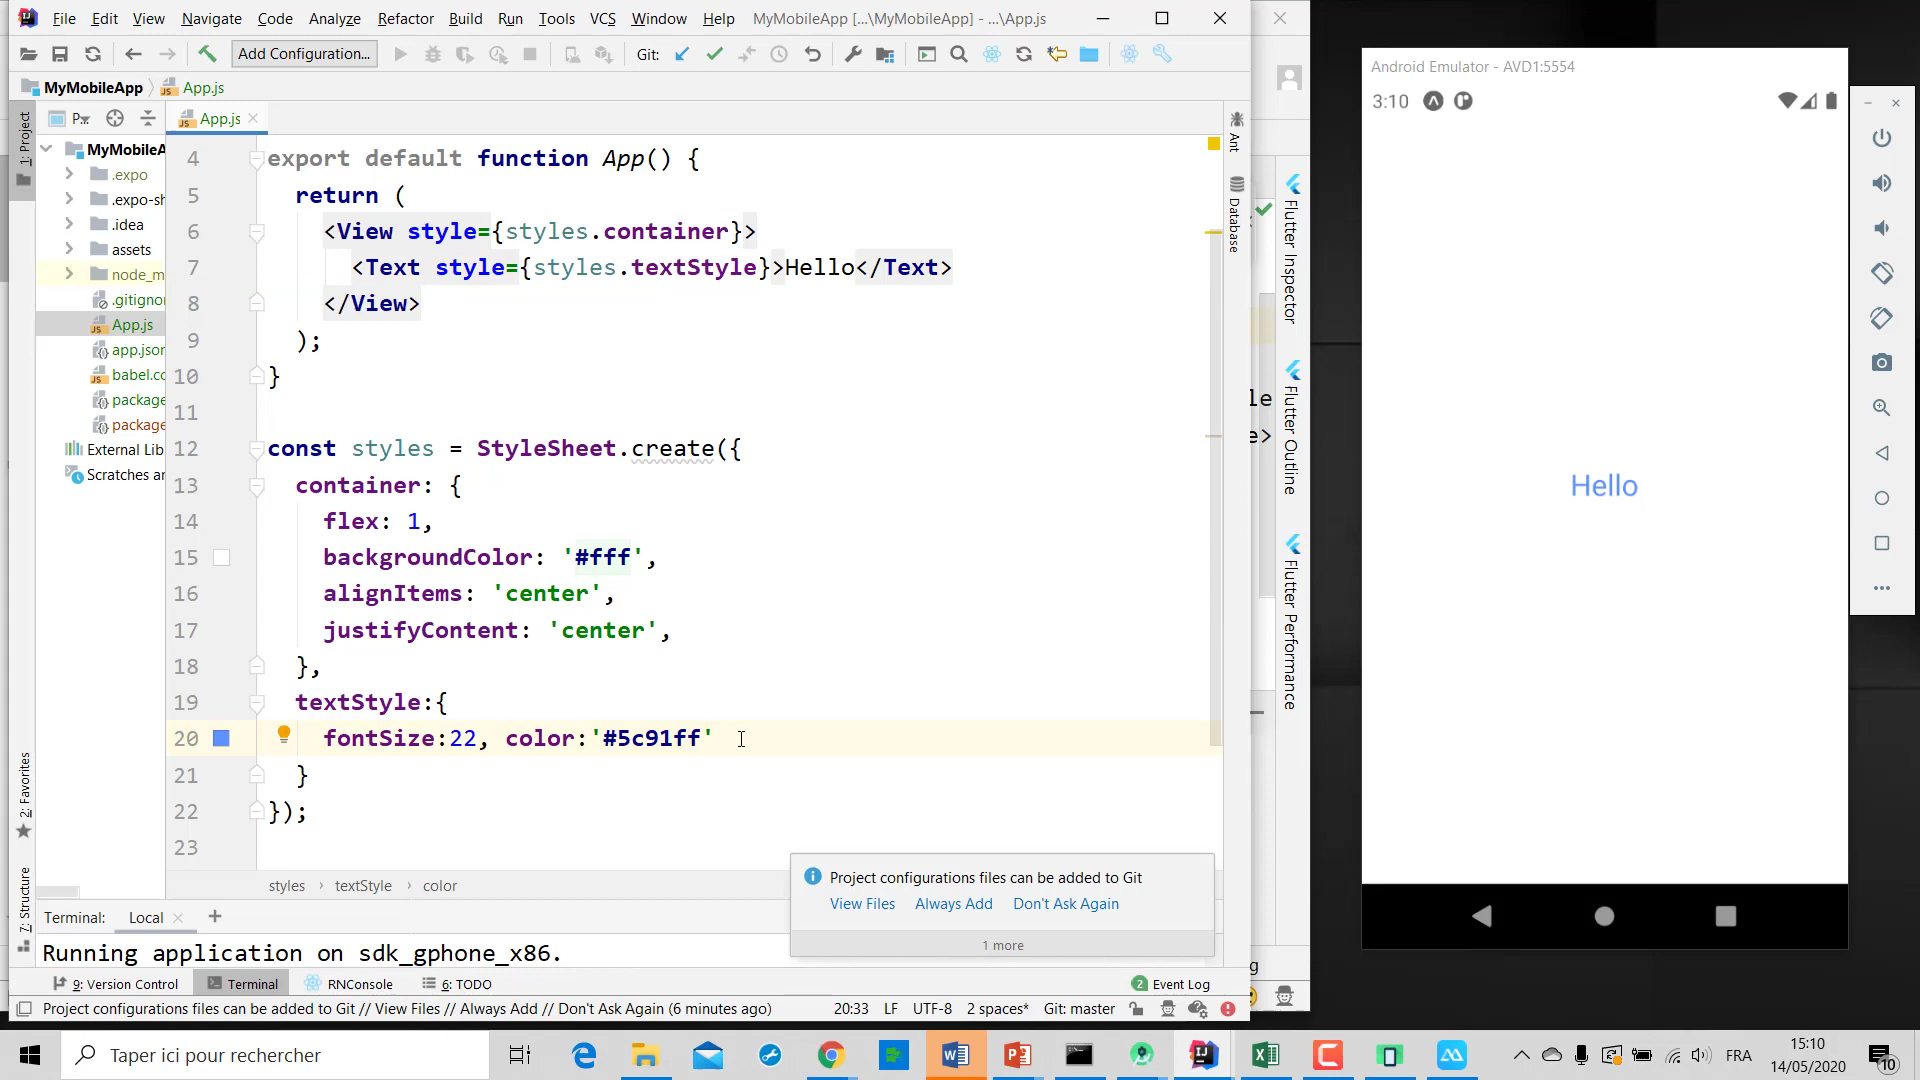 File Edit View Navigate Code Analyze Refactor Build Run Tools VCS Window Help MyMobileApp [...\MyMobileApp] - ...\App.js
Add Configuration... Git:
MyMobileApp App.js
1: Project
P..
App.js
MyMobileA
.expo
.expo-sh
.idea
assets
node_m
.gitignor
App.js
app.json
babel.co
package
package
External Lib
Scratches ar
4 export default function App() {
5 return (
6 <View style={styles.container}>
7 <Text style={styles.textStyle}>Hello</Text>
8 </View>
9 );
10 }
11
12 const styles = StyleSheet.create({
13 container: {
14 flex: 1,
15 backgroundColor: '#fff',
16 alignItems: 'center',
17 justifyContent: 'center',
18 },
19 textStyle:{
20 fontSize:22, color:'#5c91ff'
21 }
22 });
23
styles › textStyle › color
Ant
Database
Flutter Inspector
Flutter Outline
Flutter Performance
le
e>
g
2: Favorites
Z: Structure
Project configurations files can be added to Git
View Files Always Add Don't Ask Again
1 more
Terminal: Local
Running application on sdk_gphone_x86.
9: Version Control Terminal RNConsole 6: TODO 2 Event Log
Project configurations files can be added to Git // View Files // Always Add // Don't Ask Again (6 minutes ago) 20:33 LF UTF-8 2 spaces* Git: master
Android Emulator - AVD1:5554
3:10
Hello
Taper ici pour rechercher
FRA
15:10
14/05/2020
10